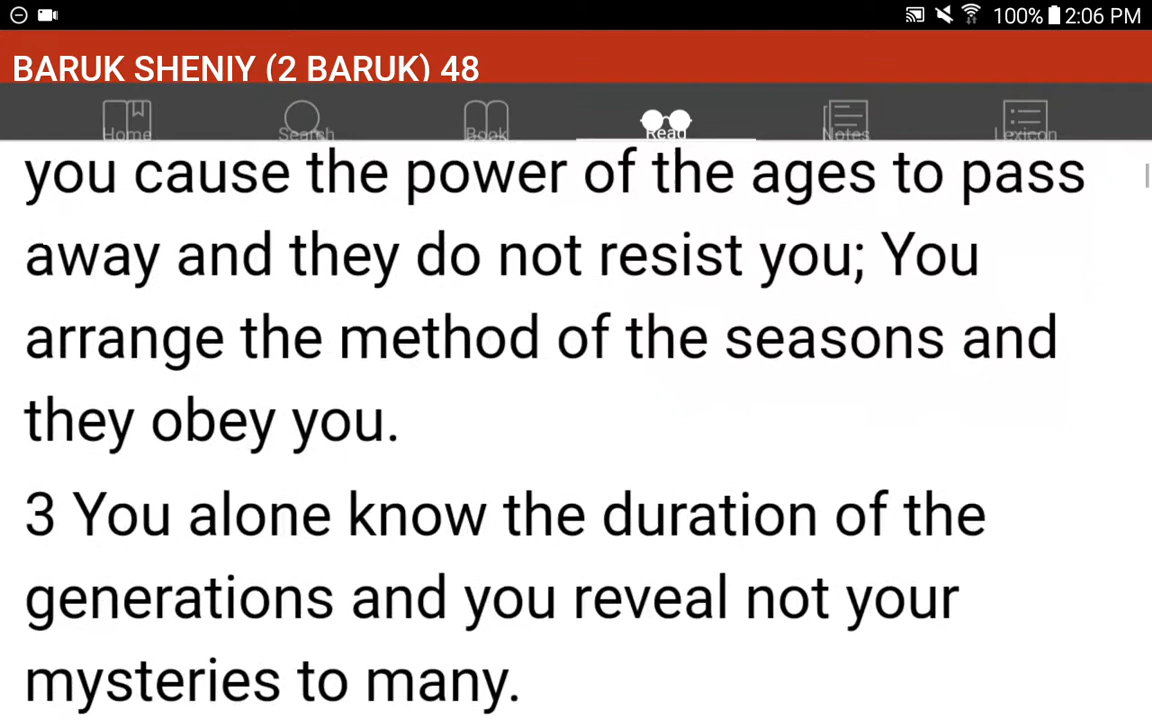 100% 2:06 PM
BARUK SHENIY (2 BARUK) 48
Home Search Book Read Notes Lexicon
you cause the power of the ages to pass
away and they do not resist you; You
arrange the method of the seasons and
they obey you.
3 You alone know the duration of the
generations and you reveal not your
mysteries to many.